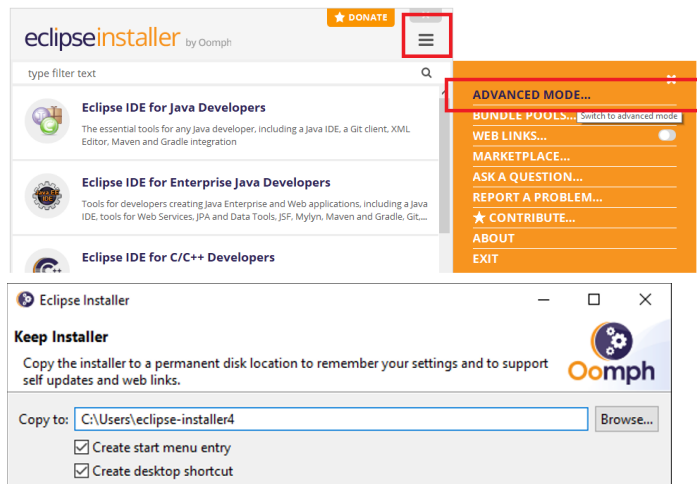 DONATE
eclipseinstaller by Oomph
type filter text
Eclipse IDE for Java Developers
The essential tools for any Java developer, including a Java IDE, a Git client, XML
Editor, Maven and Gradle integration
Eclipse IDE for Enterprise Java Developers
Tools for developers creating Java Enterprise and Web applications, including a Java
IDE, tools for Web Services, JPA and Data Tools, JSF, Mylyn, Maven and Gradle, Git,...
Eclipse IDE for C/C++ Developers
ADVANCED MODE...
BUNDLE POOLS...
Switch to advanced mode
WEB LINKS...
MARKETPLACE...
ASK A QUESTION...
REPORT A PROBLEM...
CONTRIBUTE...
ABOUT
EXIT
Eclipse Installer
Keep Installer
Copy the installer to a permanent disk location to remember your settings and to support
self updates and web links.
Oomph
Copy to: C:\Users\eclipse-installer4 Browse...
Create start menu entry
Create desktop shortcut